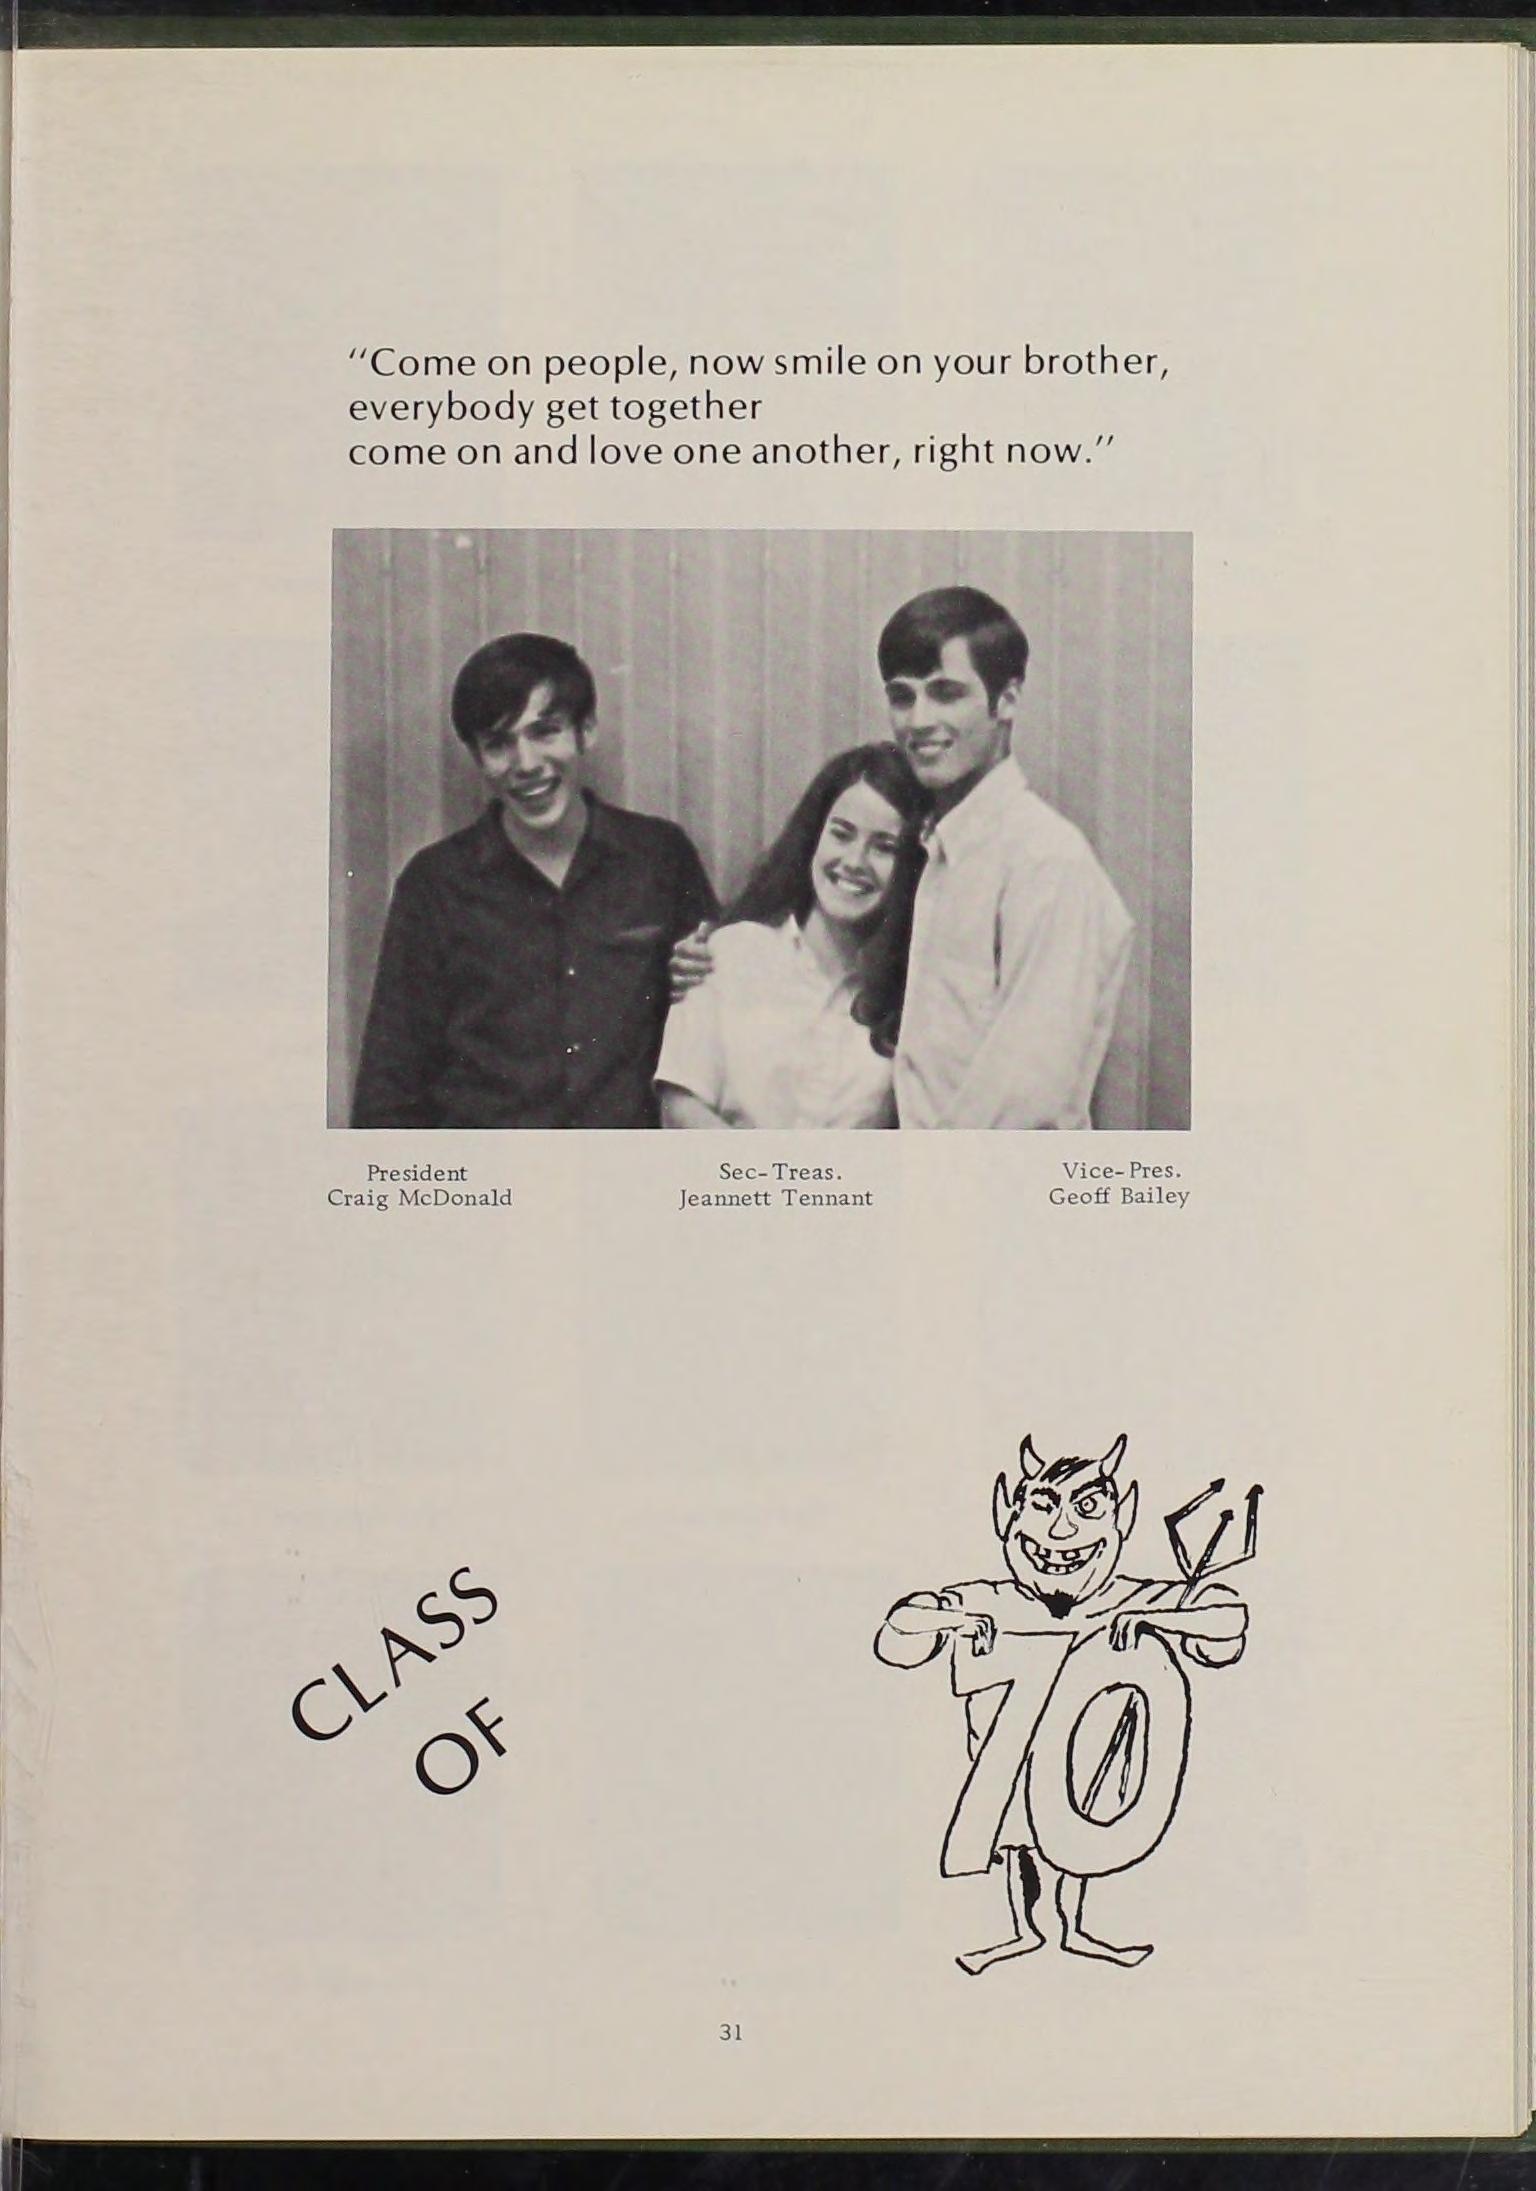 "Come on people, now smile on your brother,
everybody get together
come on and love one another, right now."
President
Craig McDonald
Sec-Treas.
Jeannett Tennant
Vice-Pres.
Geoff Bailey
CLASS
OF
70
31